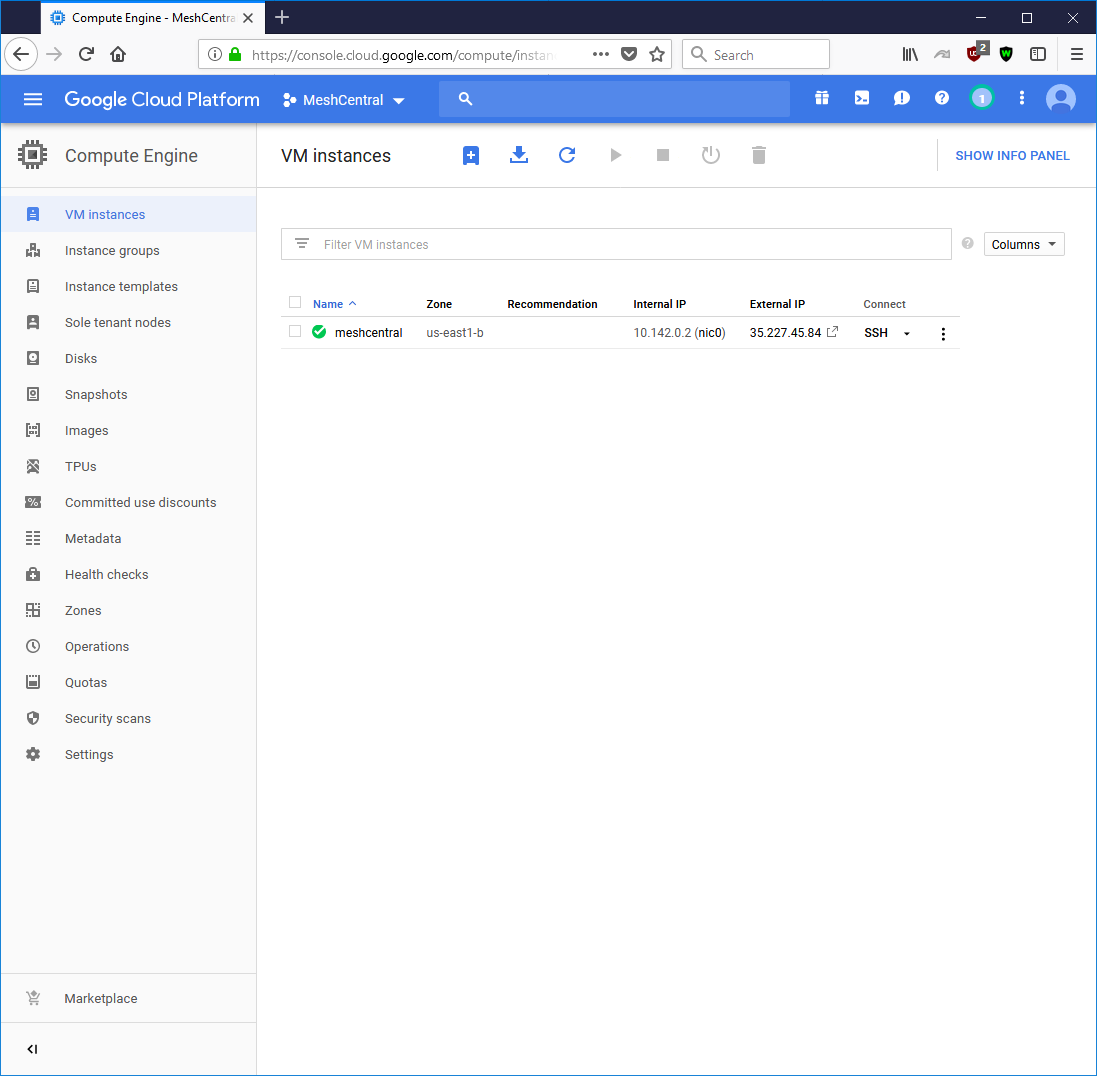 Compute Engine - MeshCentra
https://console.cloud.google.com/compute/instan
Search
2
Google Cloud Platform
MeshCentral
1
Compute Engine
VM instances
SHOW INFO PANEL
VM instances
Instance groups
Instance templates
Sole tenant nodes
Disks
Snapshots
Images
TPUs
Committed use discounts
Metadata
Health checks
Zones
Operations
Quotas
Security scans
Settings
Marketplace
Filter VM instances
Columns
Name Zone Recommendation Internal IP External IP Connect
meshcentral us-east1-b 10.142.0.2 (nic0) 35.227.45.84 SSH